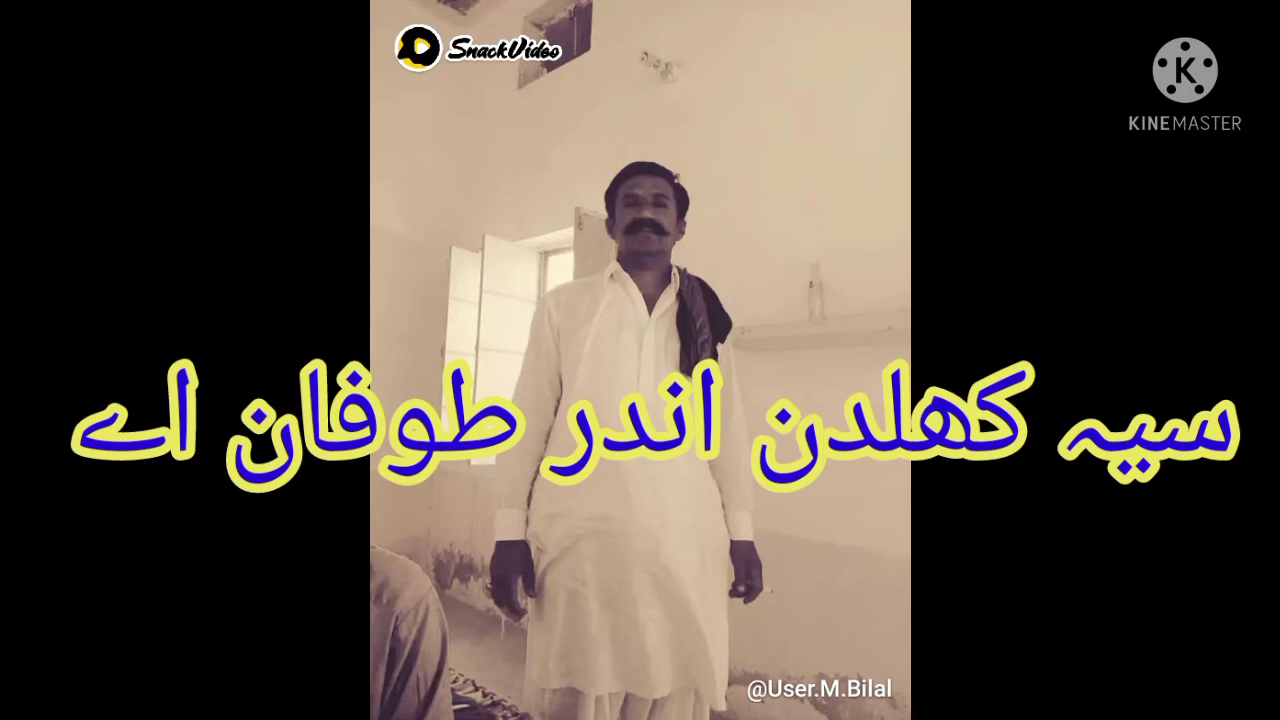 SnackVideo
KINEMASTER
سیہ کھلدن اندر طوفان اے
@User.M.Bilal